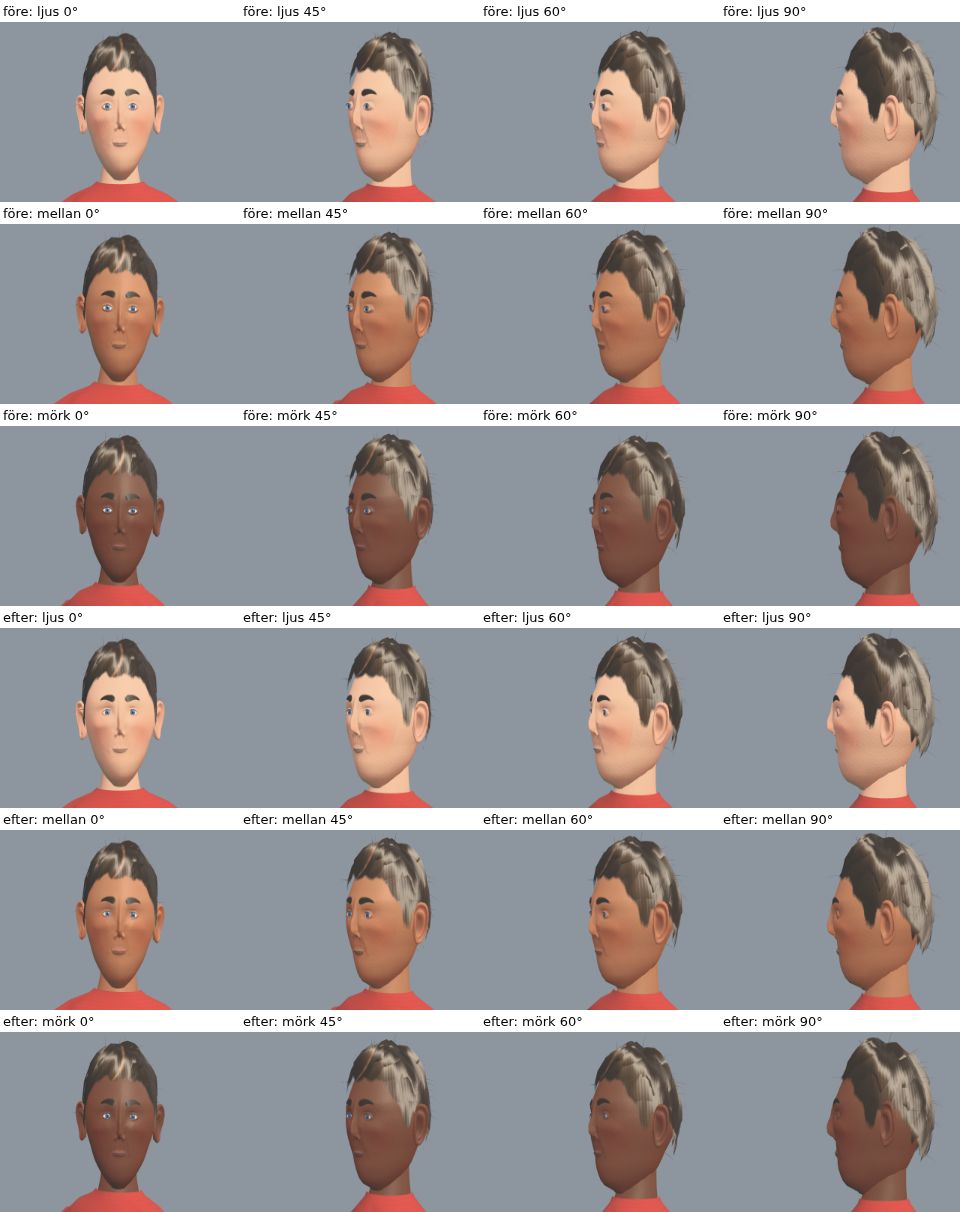 före: ljus 0° före: ljus 45° före: ljus 60° före: ljus 90°
före: mellan 0° före: mellan 45° före: mellan 60° före: mellan 90°
före: mörk 0° före: mörk 45° före: mörk 60° före: mörk 90°
efter: ljus 0° efter: ljus 45° efter: ljus 60° efter: ljus 90°
efter: mellan 0° efter: mellan 45° efter: mellan 60° efter: mellan 90°
efter: mörk 0° efter: mörk 45° efter: mörk 60° efter: mörk 90°